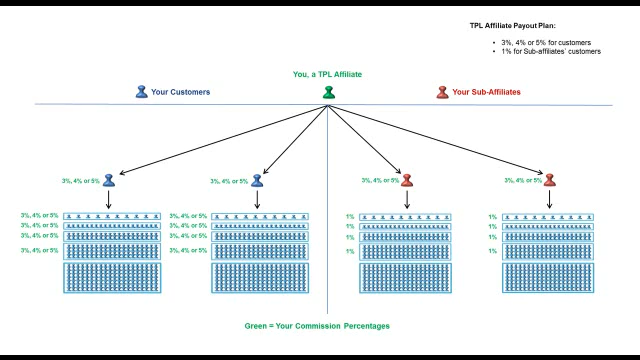 TPL Affiliate Payout Plan:
• 3%, 4% or 5% for customers
• 1% for Sub-affiliates' customers
You, a TPL Affiliate
Your Customers
Your Sub-Affiliates
3%, 4% or 5%
3%, 4% or 5%
3%, 4% or 5%
3%, 4% or 5%
3%, 4% or 5%
3%, 4% or 5%
1%
1%
3%, 4% or 5%
3%, 4% or 5%
1%
1%
3%, 4% or 5%
3%, 4% or 5%
1%
1%
3%, 4% or 5%
3%, 4% or 5%
1%
1%
Green = Your Commission Percentages